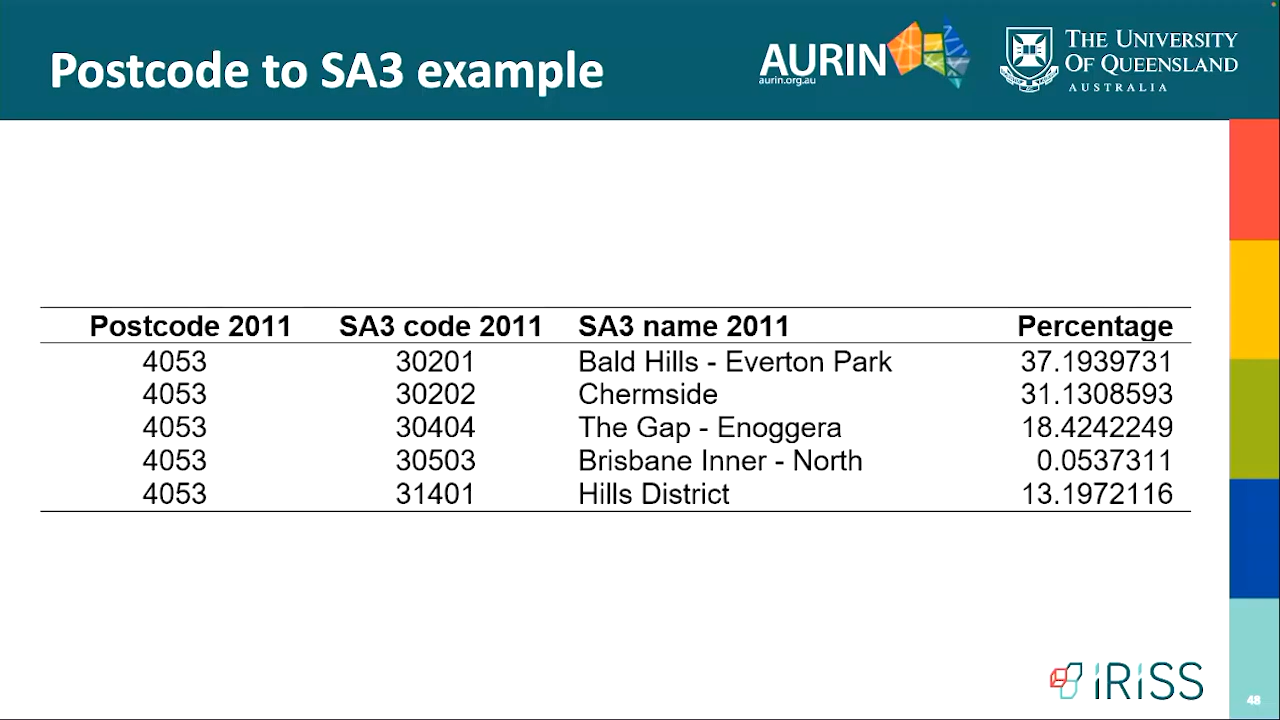 Postcode to SA3 example
AURIN
aurin.org.au
THE UNIVERSITY
OF QUEENSLAND
AUSTRALIA
Postcode 2011 SA3 code 2011 SA3 name 2011 Percentage
4053 30201 Bald Hills - Everton Park 37.1939731
4053 30202 Chermside 31.1308593
4053 30404 The Gap - Enoggera 18.4242249
4053 30503 Brisbane Inner - North 0.0537311
4053 31401 Hills District 13.1972116
iRiSS
48